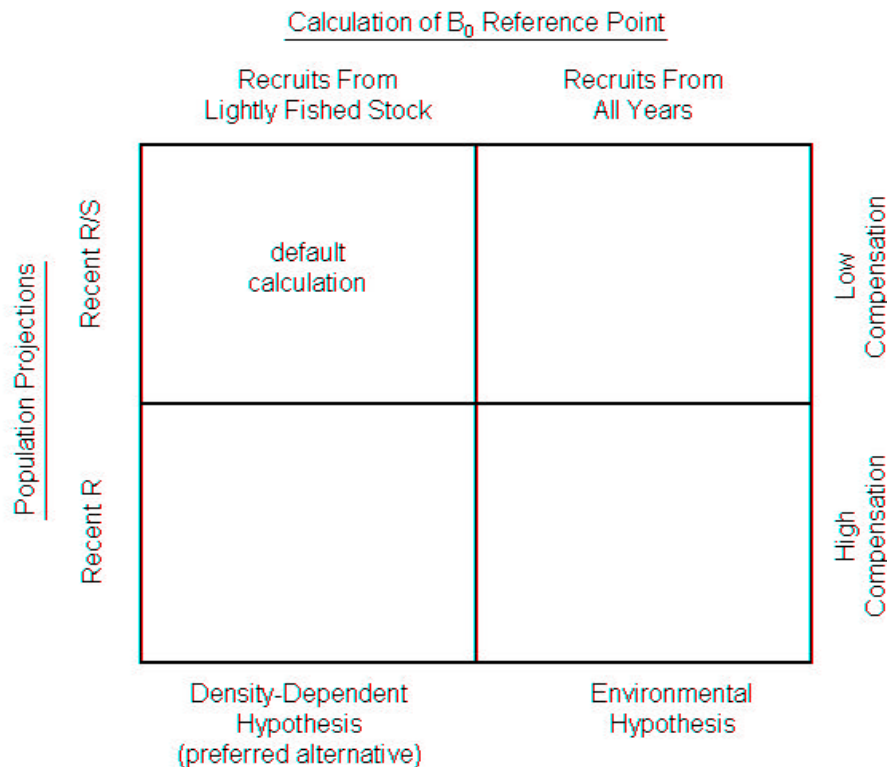 Calculation of B₀ Reference Point
Recruits From
Lightly Fished Stock
Recruits From
All Years
Population Projections
Recent R/S
default
calculation
Low
Compensation
Recent R
High
Compensation
Density-Dependent
Hypothesis
(preferred alternative)
Environmental
Hypothesis